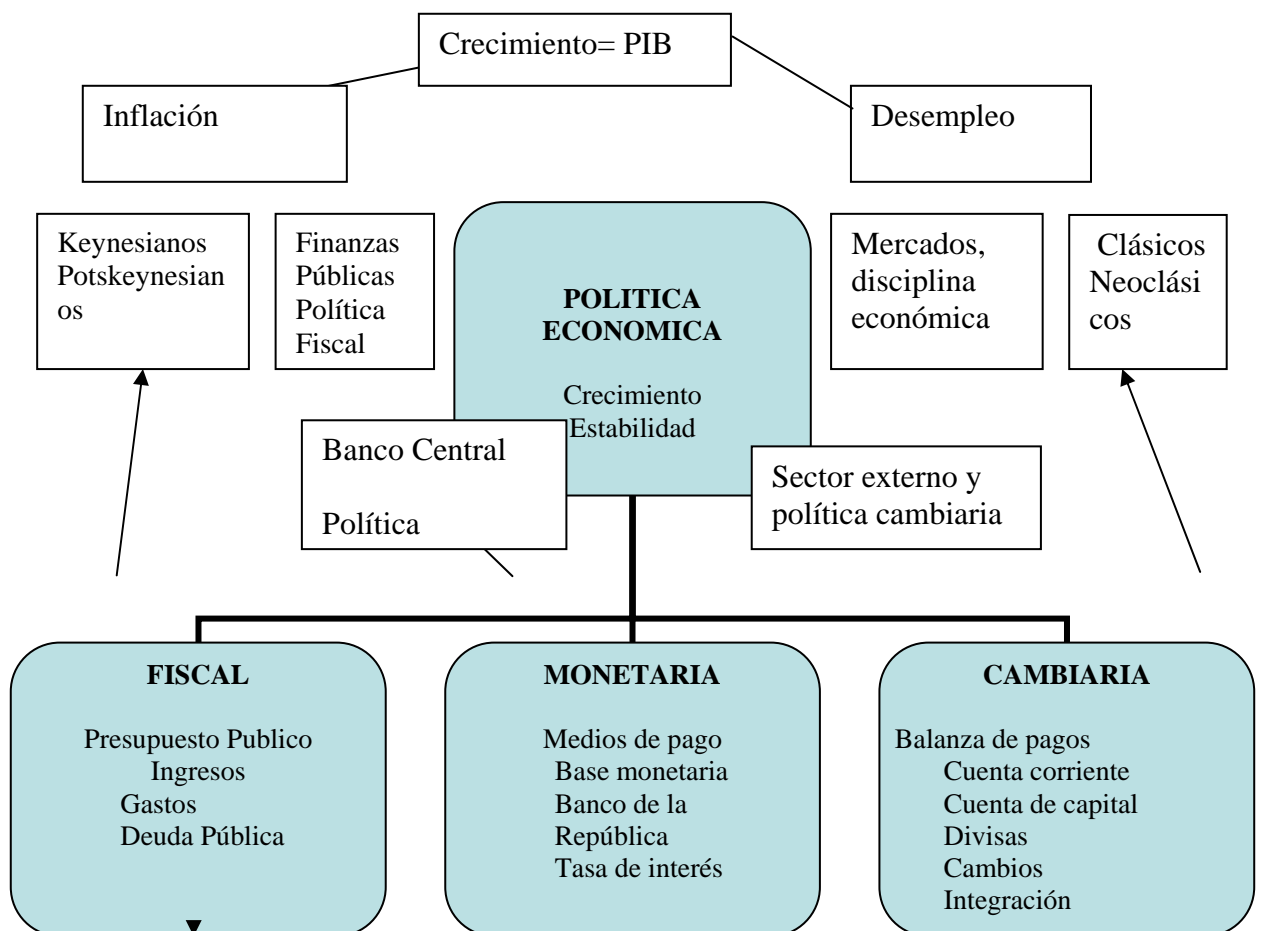 Crecimiento= PIB
Inflación
Desempleo
Keynesianos
Potskeynesian
os
Finanzas
Públicas
Política
Fiscal
POLITICA
ECONOMICA
Crecimiento
Estabilidad
Mercados,
disciplina
económica
Clásicos
Neoclási
cos
Banco Central
Política
Sector externo y
política cambiaria
FISCAL
Presupuesto Publico
Ingresos
Gastos
Deuda Pública
MONETARIA
Medios de pago
Base monetaria
Banco de la
República
Tasa de interés
CAMBIARIA
Balanza de pagos
Cuenta corriente
Cuenta de capital
Divisas
Cambios
Integración